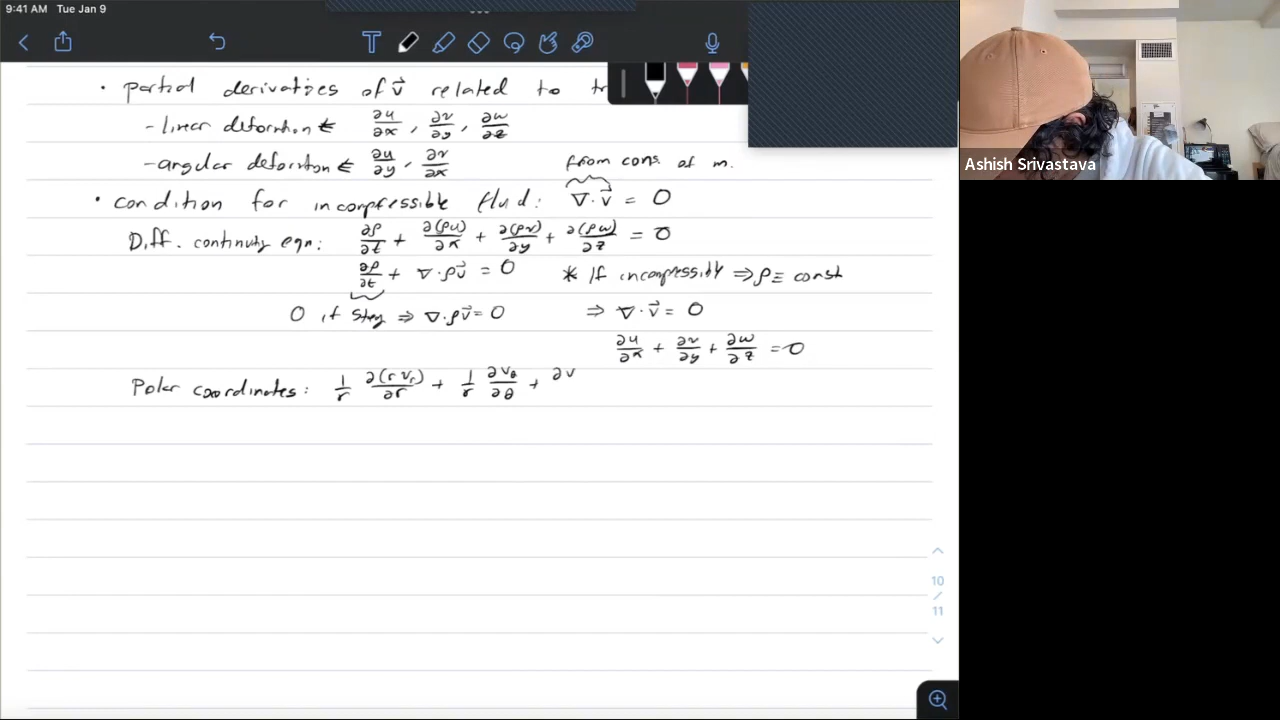 9:41 AM Tue Jan 9
• partial derivatives of v⃗ related to tr
- linear deformation ← ∂u/∂x , ∂v/∂y , ∂w/∂z
- angular deformation ← ∂u/∂y , ∂v/∂x
from cons. of m.
• condition for incompressible fluid: ∇·v⃗ = 0
Diff. continuity eqn: ∂ρ/∂t + ∂(ρu)/∂x + ∂(ρv)/∂y + ∂(ρw)/∂z = 0
∂ρ/∂t + ∇·ρv⃗ = 0 * If incompressible ⇒ ρ ≡ const
0 if ⇒ ∇·ρv⃗ = 0 ⇒ ∇·v⃗ = 0
∂u/∂x + ∂v/∂y + ∂w/∂z = 0
Polar coordinates: 1/r ∂(r v_r)/∂r + 1/r ∂v_θ/∂θ + ∂v
10
/
11
Ashish Srivastava